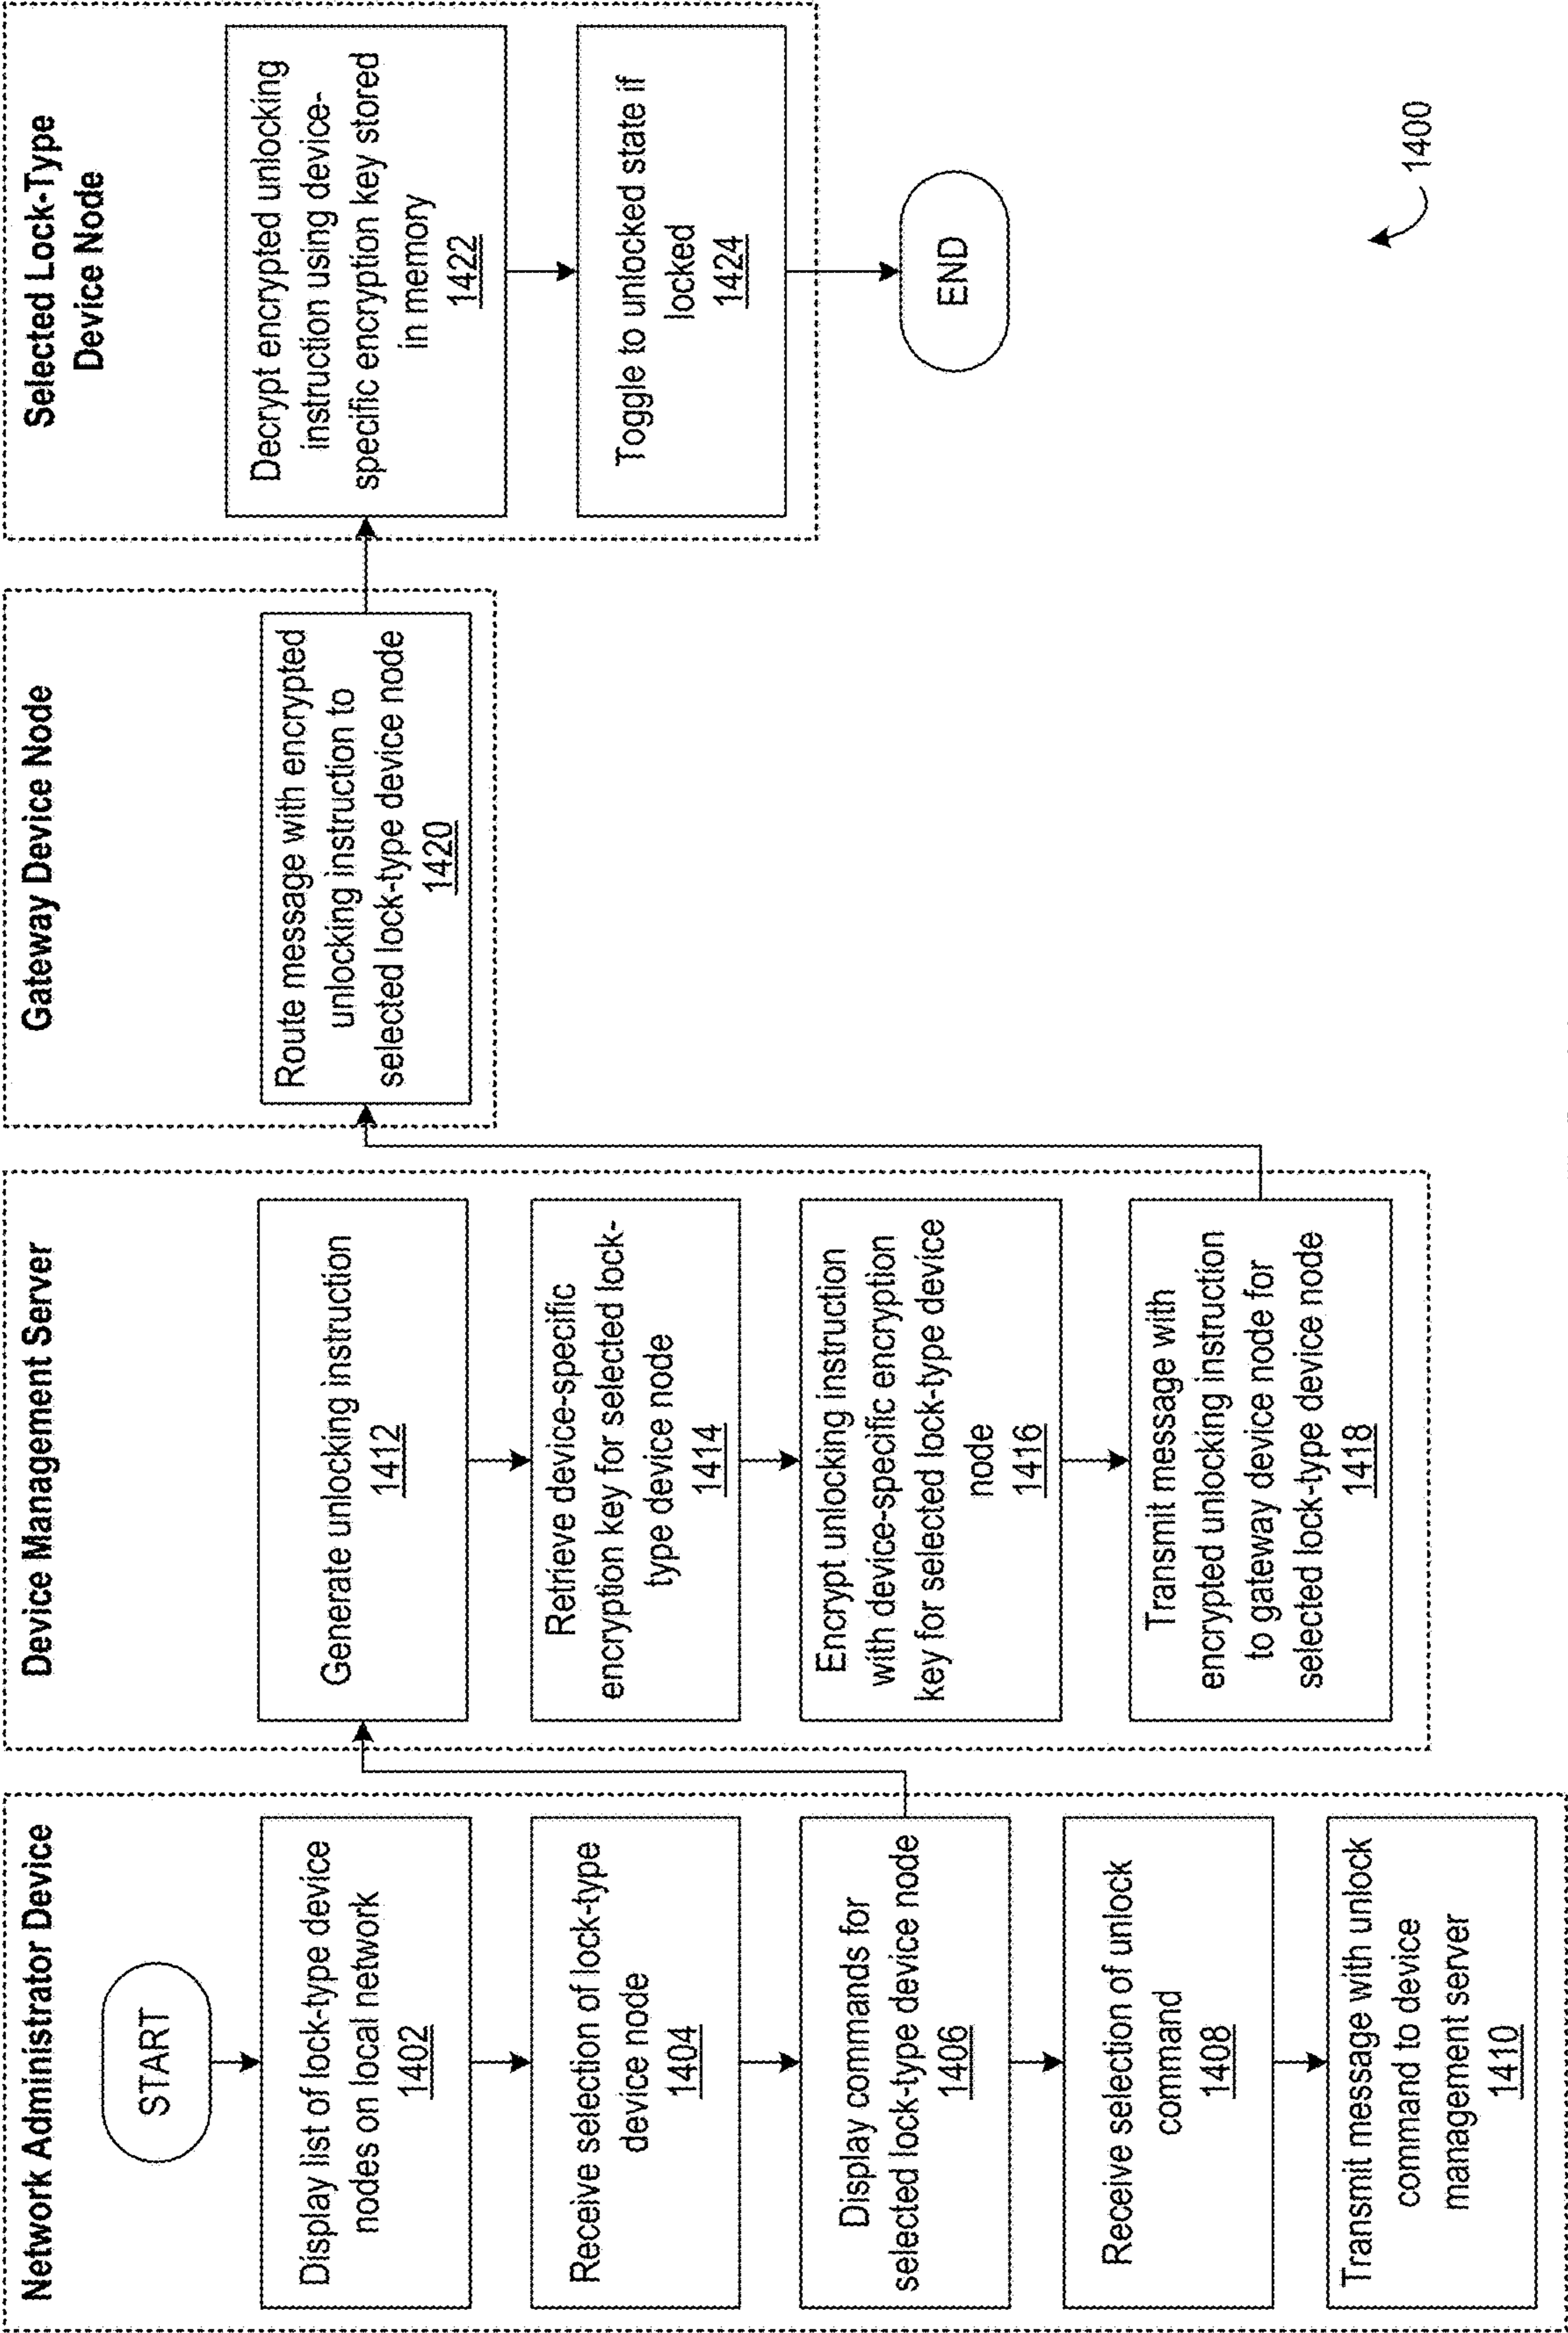 Network Administrator Device
START
Display list of lock-type device
nodes on local network
1402
Receive selection of lock-type
device node
1404
Display commands for
selected lock-type device node
1406
Receive selection of unlock
command
1408
Transmit message with unlock
command to device
management server
1410
Device Management Server
Generate unlocking instruction
1412
Retrieve device-specific
encryption key for selected lock-
type device node
1414
Encrypt unlocking instruction
with device-specific encryption
key for selected lock-type device
node
1416
Transmit message with
encrypted unlocking instruction
to gateway device node for
selected lock-type device node
1418
Gateway Device Node
Route message with encrypted
unlocking instruction to
selected lock-type device node
1420
Selected Lock-Type
Device Node
Decrypt encrypted unlocking
instruction using device-
specific encryption key stored
in memory
1422
Toggle to unlocked state if
locked
1424
END
1400